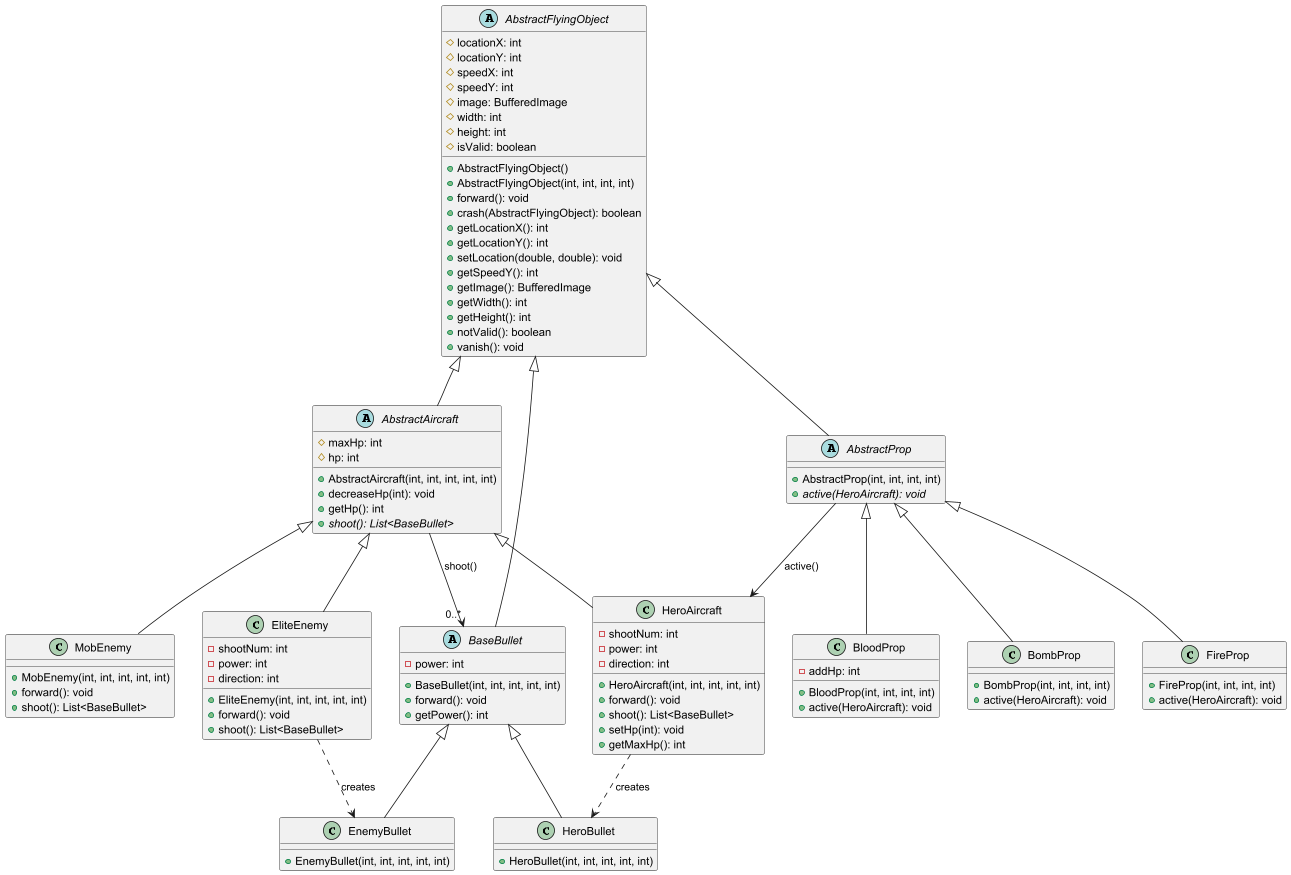 A AbstractFlyingObject
locationX: int
locationY: int
speedX: int
speedY: int
image: BufferedImage
width: int
height: int
isValid: boolean
AbstractFlyingObject()
AbstractFlyingObject(int, int, int, int)
forward(): void
crash(AbstractFlyingObject): boolean
getLocationX(): int
getLocationY(): int
setLocation(double, double): void
getSpeedY(): int
getImage(): BufferedImage
getWidth(): int
getHeight(): int
notValid(): boolean
vanish(): void
A AbstractAircraft
maxHp: int
hp: int
AbstractAircraft(int, int, int, int, int)
decreaseHp(int): void
getHp(): int
shoot(): List<BaseBullet>
A AbstractProp
AbstractProp(int, int, int, int)
active(HeroAircraft): void
shoot()
0..*
active()
C MobEnemy
MobEnemy(int, int, int, int, int)
forward(): void
shoot(): List<BaseBullet>
C EliteEnemy
shootNum: int
power: int
direction: int
EliteEnemy(int, int, int, int, int)
forward(): void
shoot(): List<BaseBullet>
A BaseBullet
power: int
BaseBullet(int, int, int, int, int)
forward(): void
getPower(): int
C HeroAircraft
shootNum: int
power: int
direction: int
HeroAircraft(int, int, int, int, int)
forward(): void
shoot(): List<BaseBullet>
setHp(int): void
getMaxHp(): int
C BloodProp
addHp: int
BloodProp(int, int, int, int)
active(HeroAircraft): void
C BombProp
BombProp(int, int, int, int)
active(HeroAircraft): void
C FireProp
FireProp(int, int, int, int)
active(HeroAircraft): void
creates
creates
C EnemyBullet
EnemyBullet(int, int, int, int, int)
C HeroBullet
HeroBullet(int, int, int, int, int)